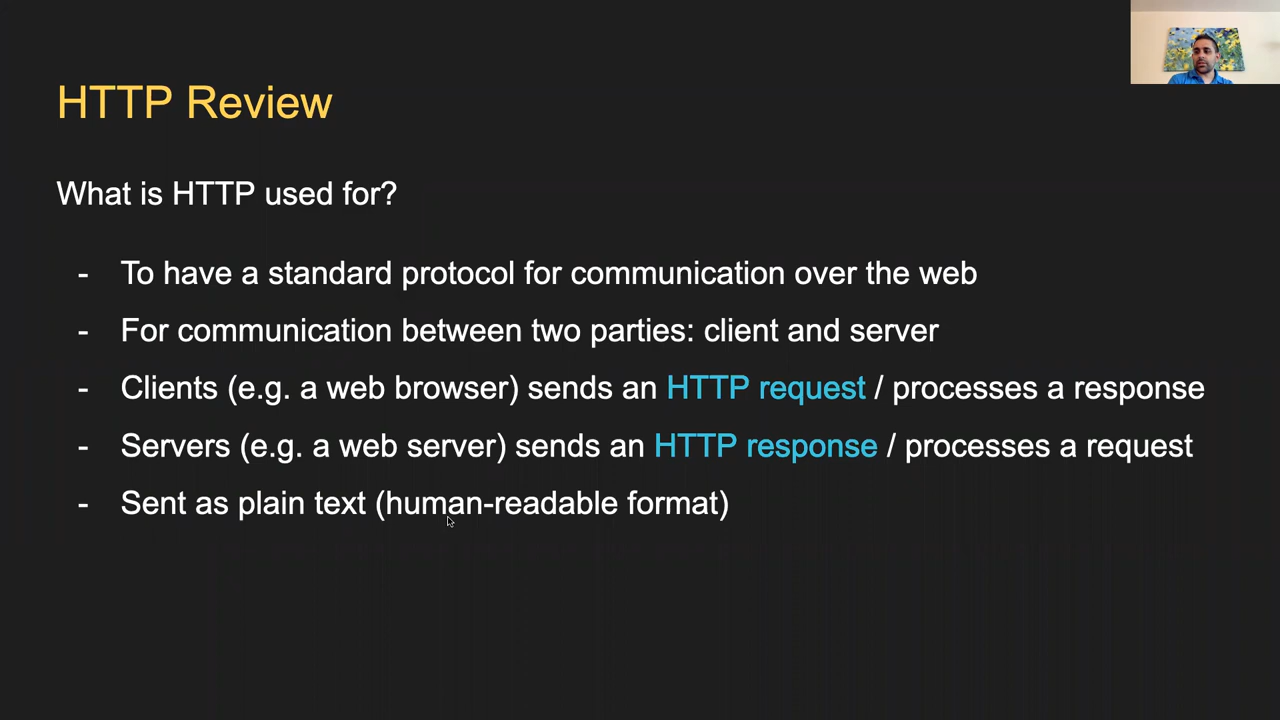 HTTP Review
What is HTTP used for?
- To have a standard protocol for communication over the web
- For communication between two parties: client and server
- Clients (e.g. a web browser) sends an HTTP request / processes a response
- Servers (e.g. a web server) sends an HTTP response / processes a request
- Sent as plain text (human-readable format)